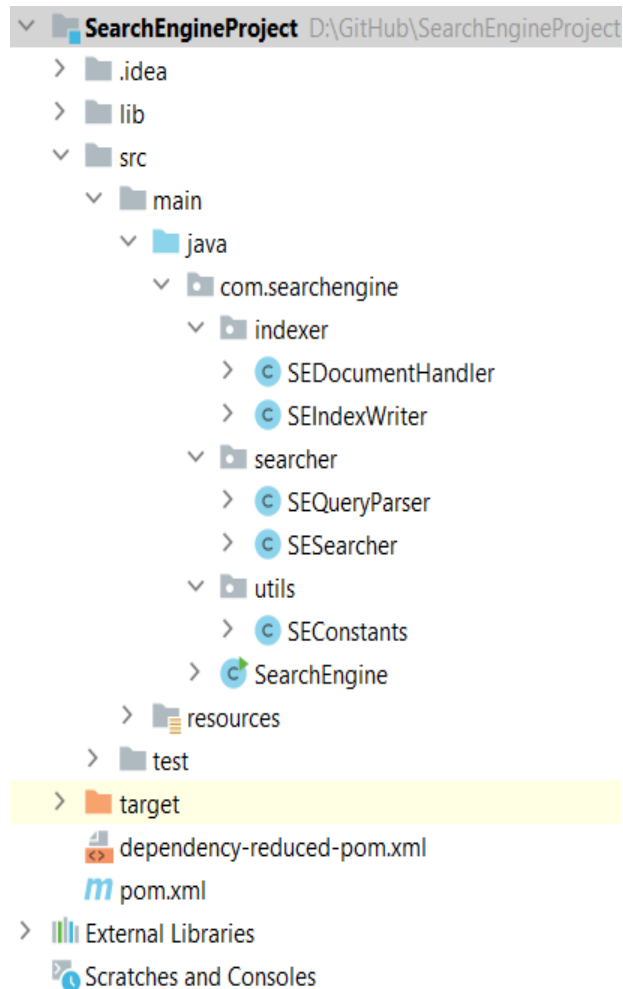 SearchEngineProject D:\GitHub\SearchEngineProject
.idea
lib
src
main
java
com.searchengine
indexer
C SEDocumentHandler
C SEIndexWriter
searcher
C SEQueryParser
C SESearcher
utils
C SEConstants
C SearchEngine
resources
test
target
<> dependency-reduced-pom.xml
m pom.xml
External Libraries
Scratches and Consoles